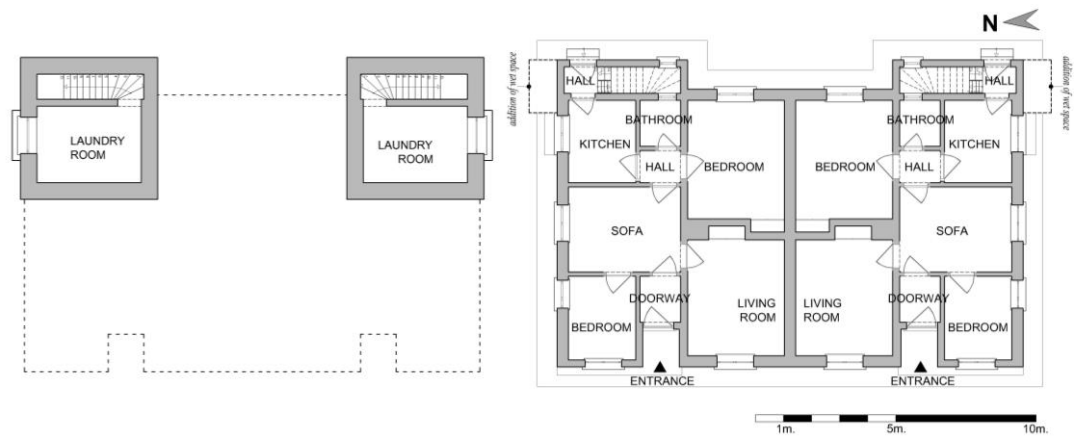 LAUNDRY
ROOM
LAUNDRY
ROOM
N
addition of wet space
addition of wet space
HALL
HALL
BATHROOM
BATHROOM
KITCHEN
KITCHEN
HALL
BEDROOM
BEDROOM
HALL
SOFA
SOFA
DOORWAY
LIVING
ROOM
LIVING
ROOM
DOORWAY
BEDROOM
BEDROOM
ENTRANCE
ENTRANCE
1m.
5m.
10m.